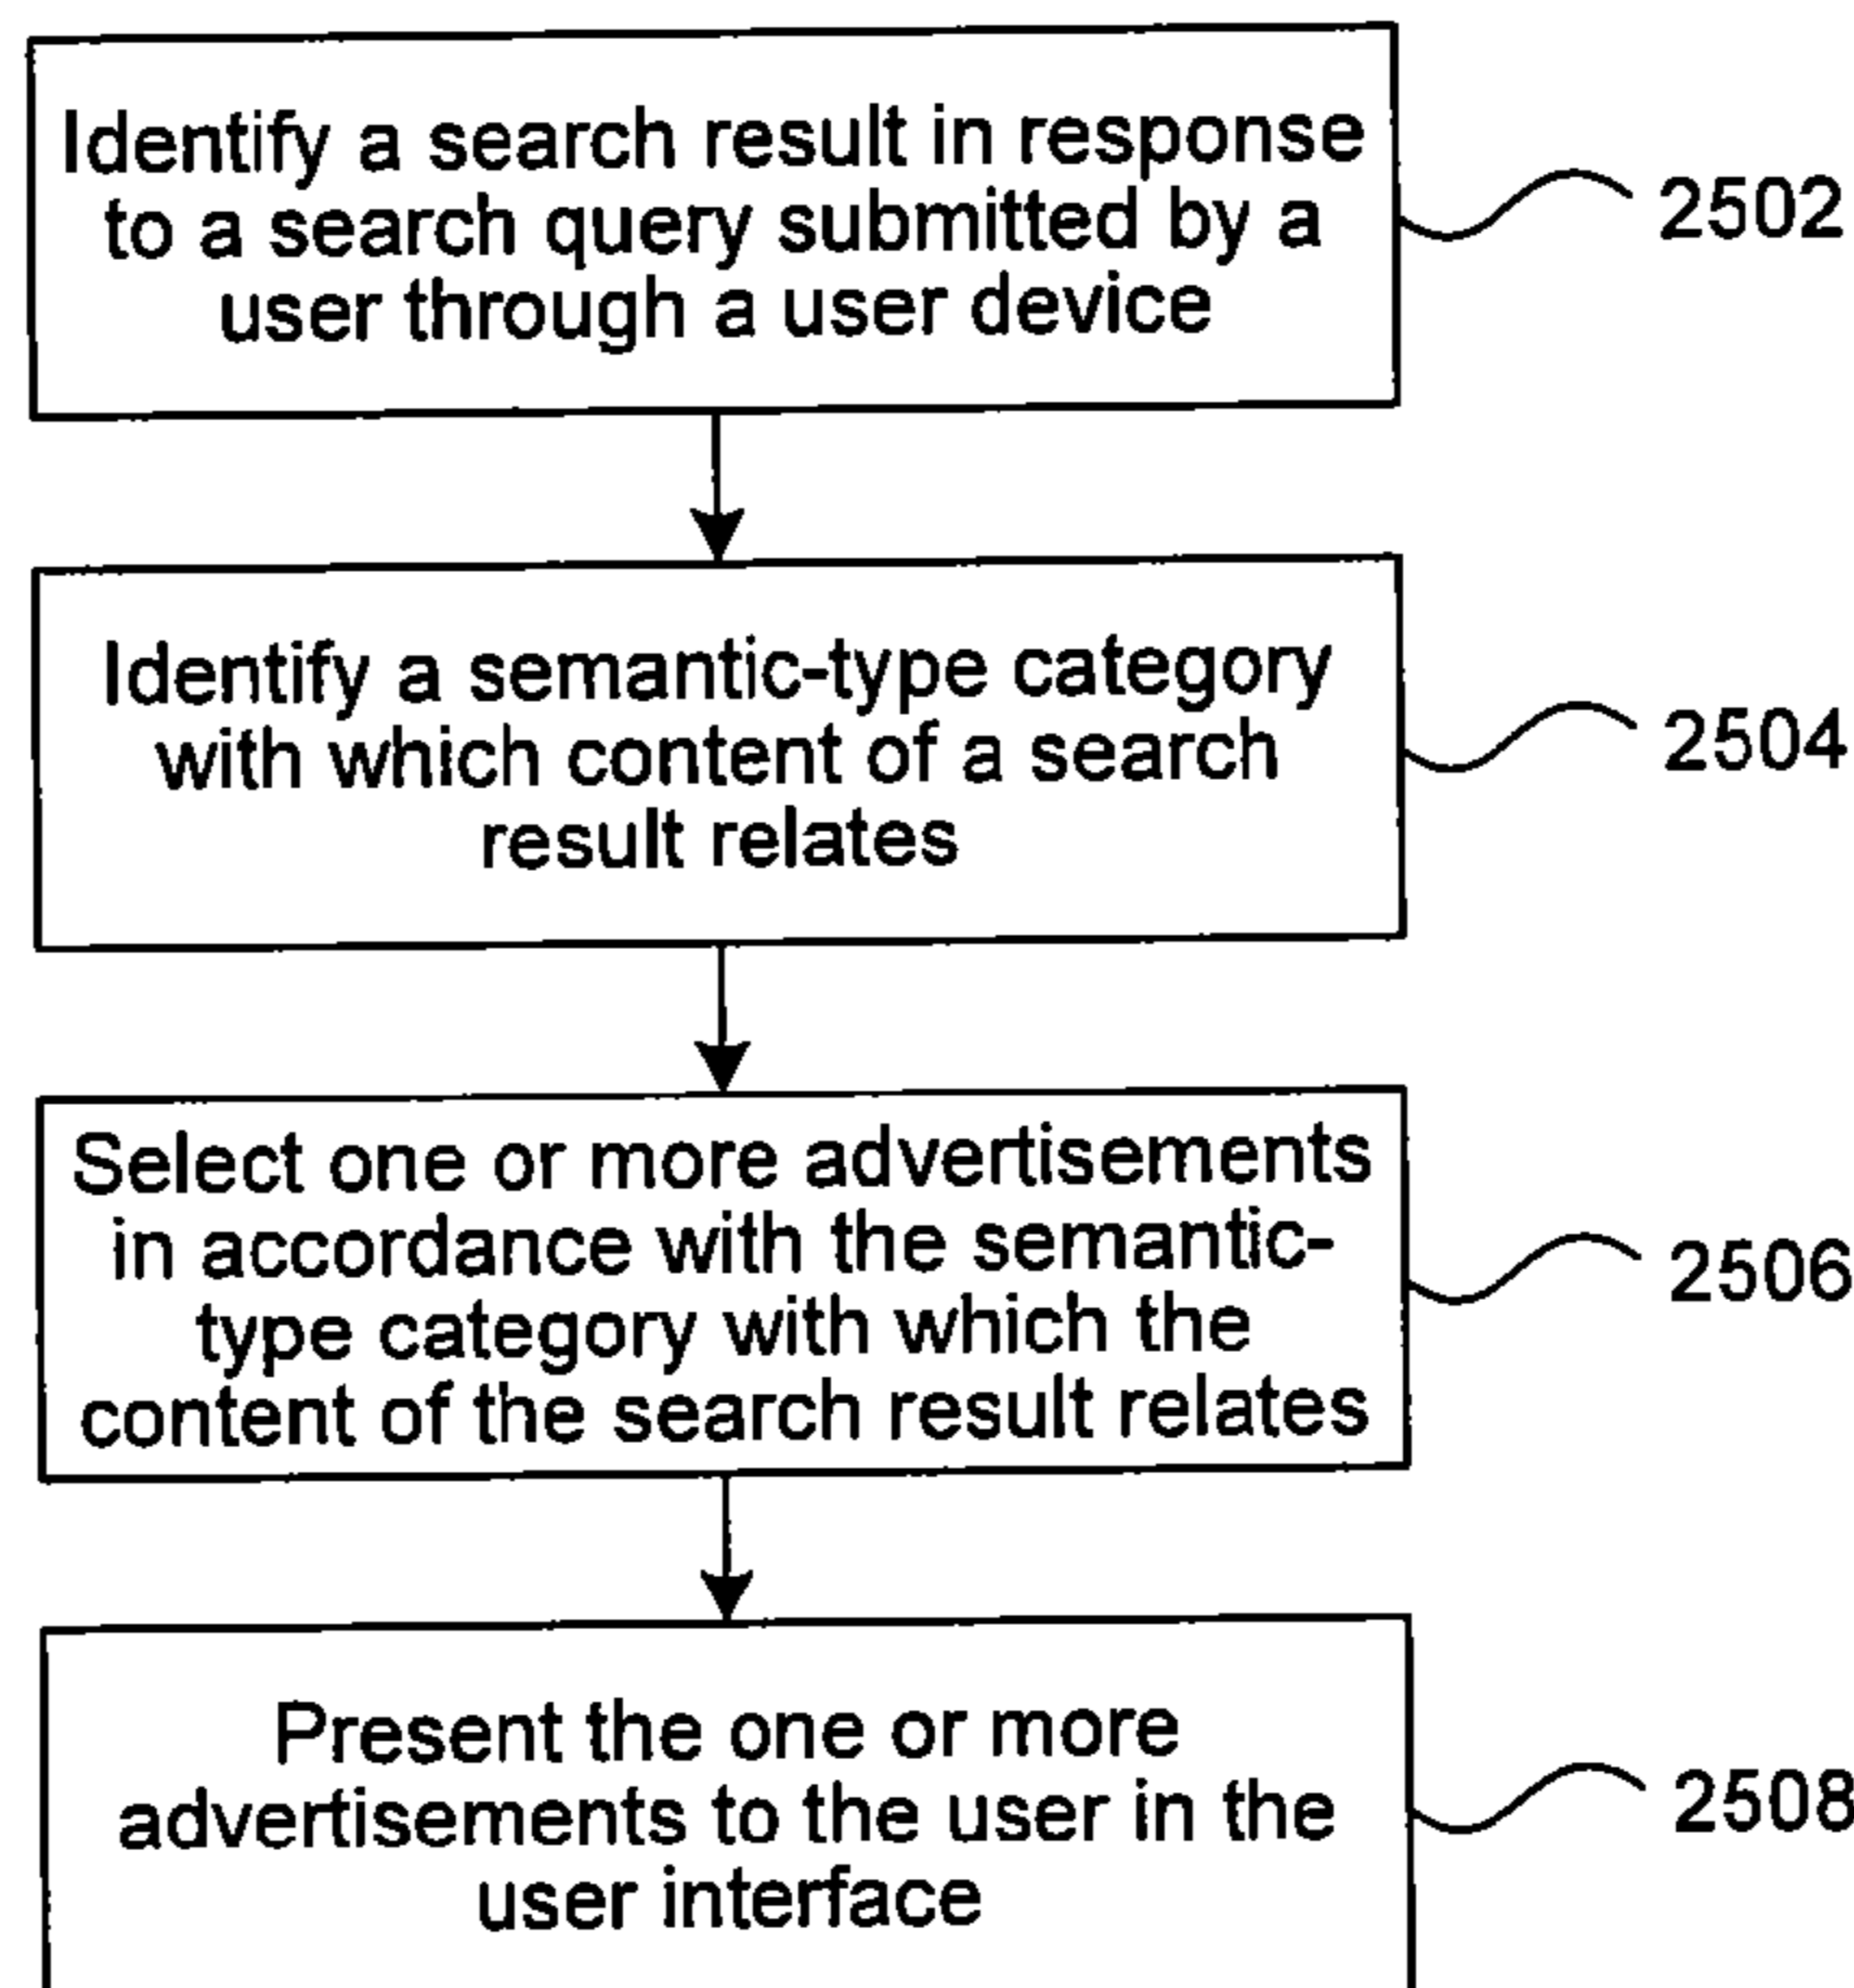 Identify a search result in response
to a search query submitted by a
user through a user device
2502
Identify a semantic-type category
with which content of a search
result relates
2504
Select one or more advertisements
in accordance with the semantic-
type category with which the
content of the search result relates
2506
Present the one or more
advertisements to the user in the
user interface
2508